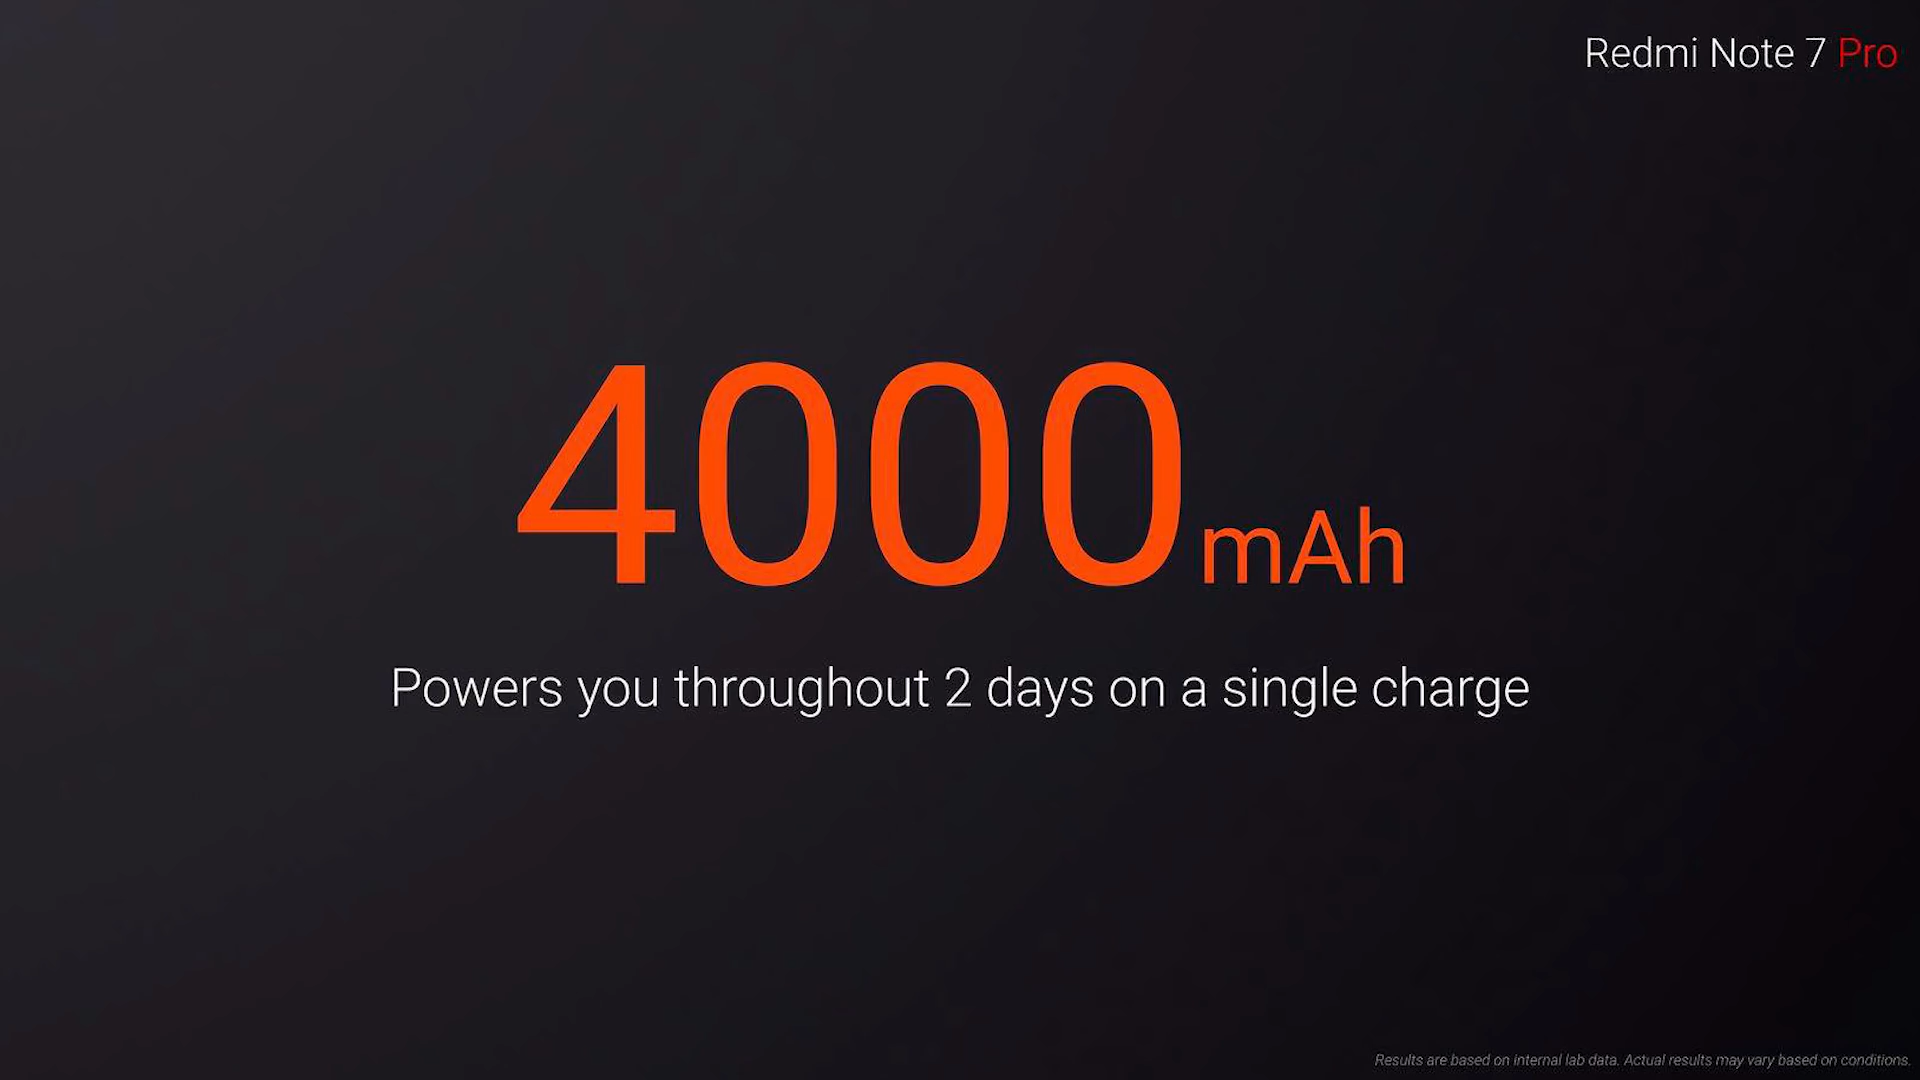 Redmi Note 7 Pro
4000mAh
Powers you throughout 2 days on a single charge
Results are based on internal lab data. Actual results may vary based on conditions.